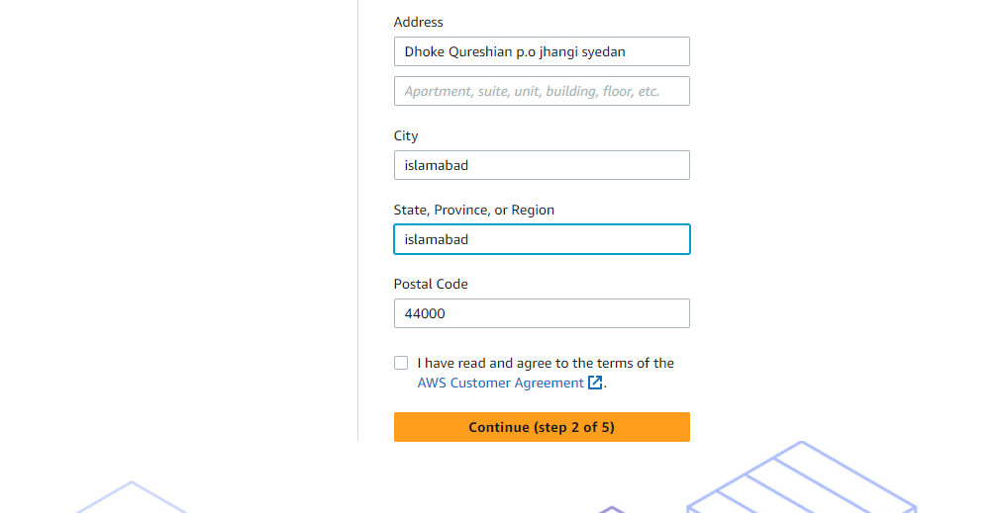 Address
Dhoke Qureshian p.o jhangi syedan
Apartment, suite, unit, building, floor, etc.
City
islamabad
State, Province, or Region
islamabad
Postal Code
44000
I have read and agree to the terms of the
AWS Customer Agreement.
Continue (step 2 of 5)